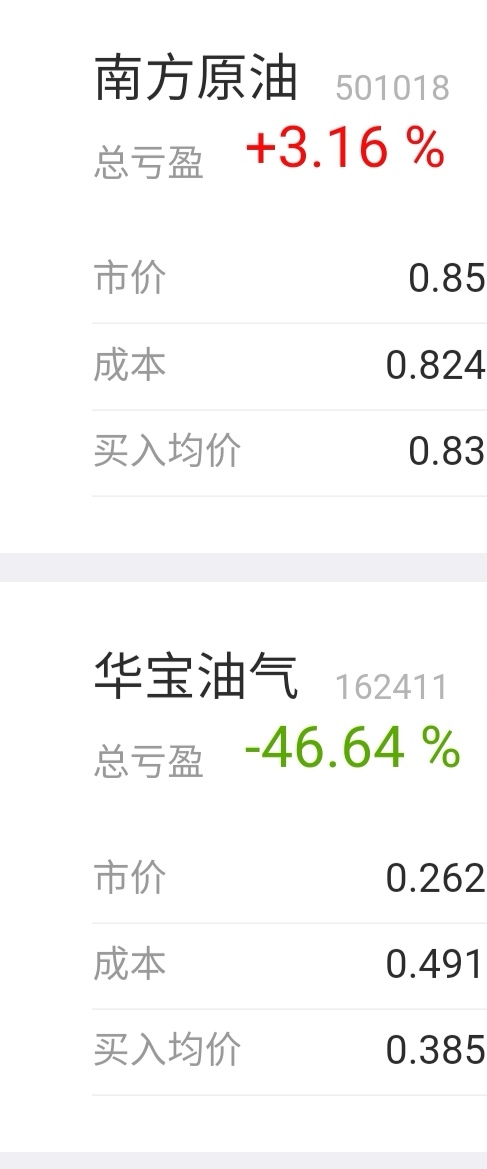 南方原油 501018
总亏盈 +3.16 %
市价 0.85
成本 0.824
买入均价 0.83
华宝油气 162411
总亏盈 -46.64 %
市价 0.262
成本 0.491
买入均价 0.385